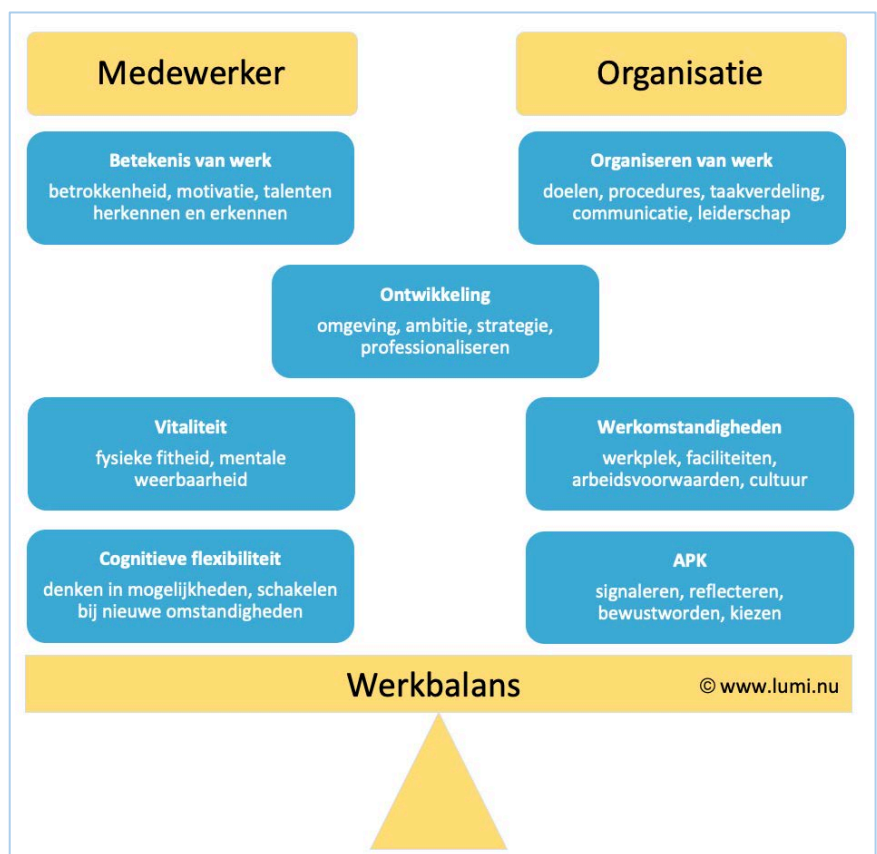 Medewerker
Organisatie
Betekenis van werk
betrokkenheid, motivatie, talenten
herkennen en erkennen
Organiseren van werk
doelen, procedures, taakverdeling,
communicatie, leiderschap
Ontwikkeling
omgeving, ambitie, strategie,
professionaliseren
Vitaliteit
fysieke fitheid, mentale
weerbaarheid
Werkomstandigheden
werkplek, faciliteiten,
arbeidsvoorwaarden, cultuur
Cognitieve flexibiliteit
denken in mogelijkheden, schakelen
bij nieuwe omstandigheden
APK
signaleren, reflecteren,
bewustworden, kiezen
Werkbalans
© www.lumi.nu